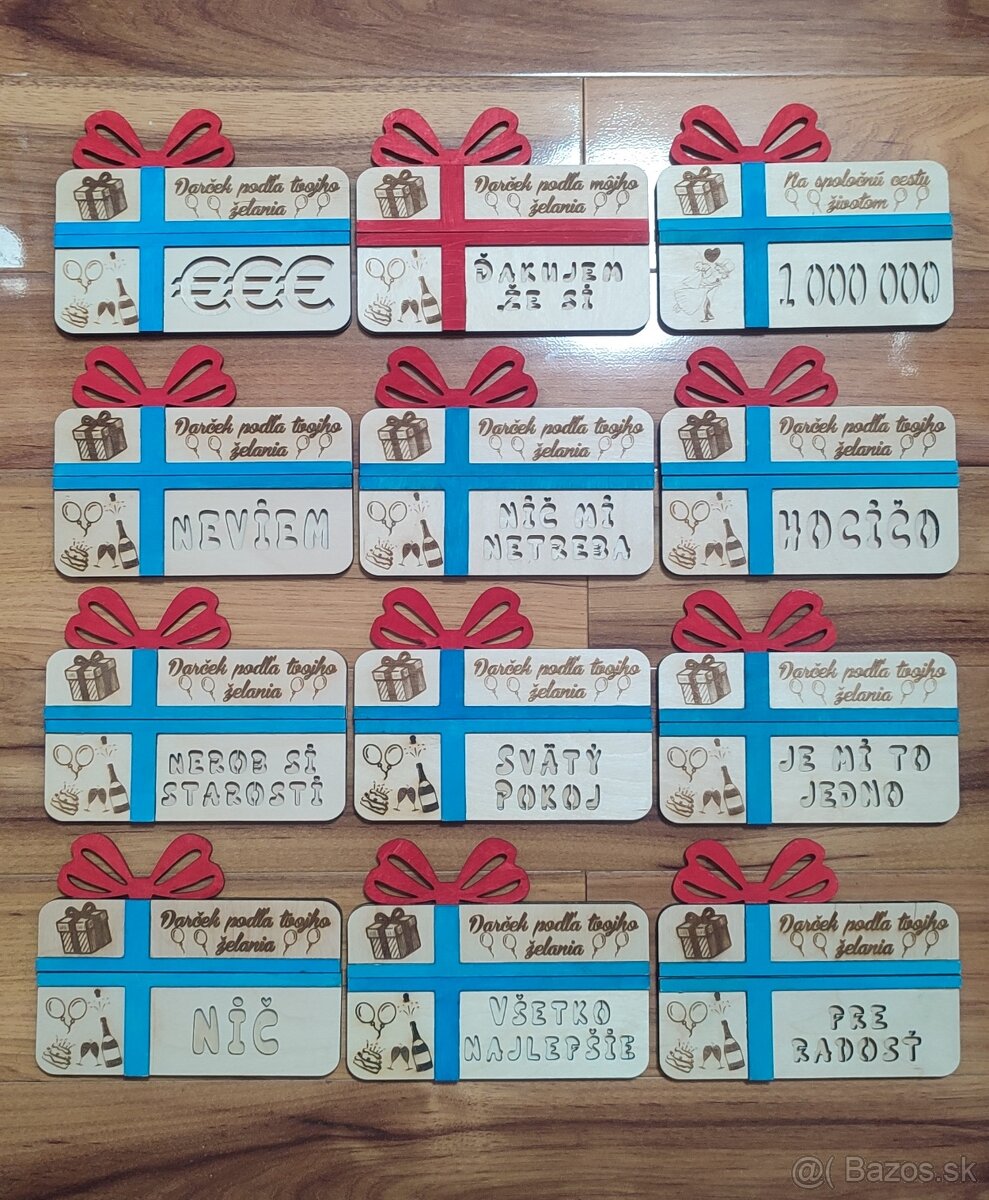 Darček podľa tvojho
želania
€€€
Darček podľa môjho
želania
ĎAKUJEM
ŽE SI
Na spoločnú cestu
životom
1 000 000
Darček podľa tvojho
želania
NEVIEM
Darček podľa tvojho
želania
NIČ MI
NETREBA
Darček podľa tvojho
želania
HOCIČO
Darček podľa tvojho
želania
NEROB SI
STAROSTI
Darček podľa tvojho
želania
SVÄTÝ
POKOJ
Darček podľa tvojho
želania
JE MI TO
JEDNO
Darček podľa tvojho
želania
NIČ
Darček podľa tvojho
želania
VŠETKO
NAJLEPŠIE
Darček podľa tvojho
želania
PRE
RADOSŤ
@( Bazos.sk